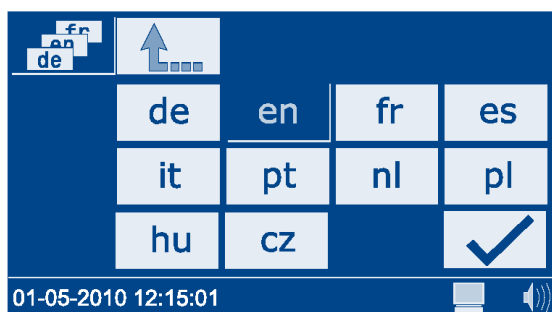 fr
en
de
de en fr es
it pt nl pl
hu cz
01-05-2010 12:15:01